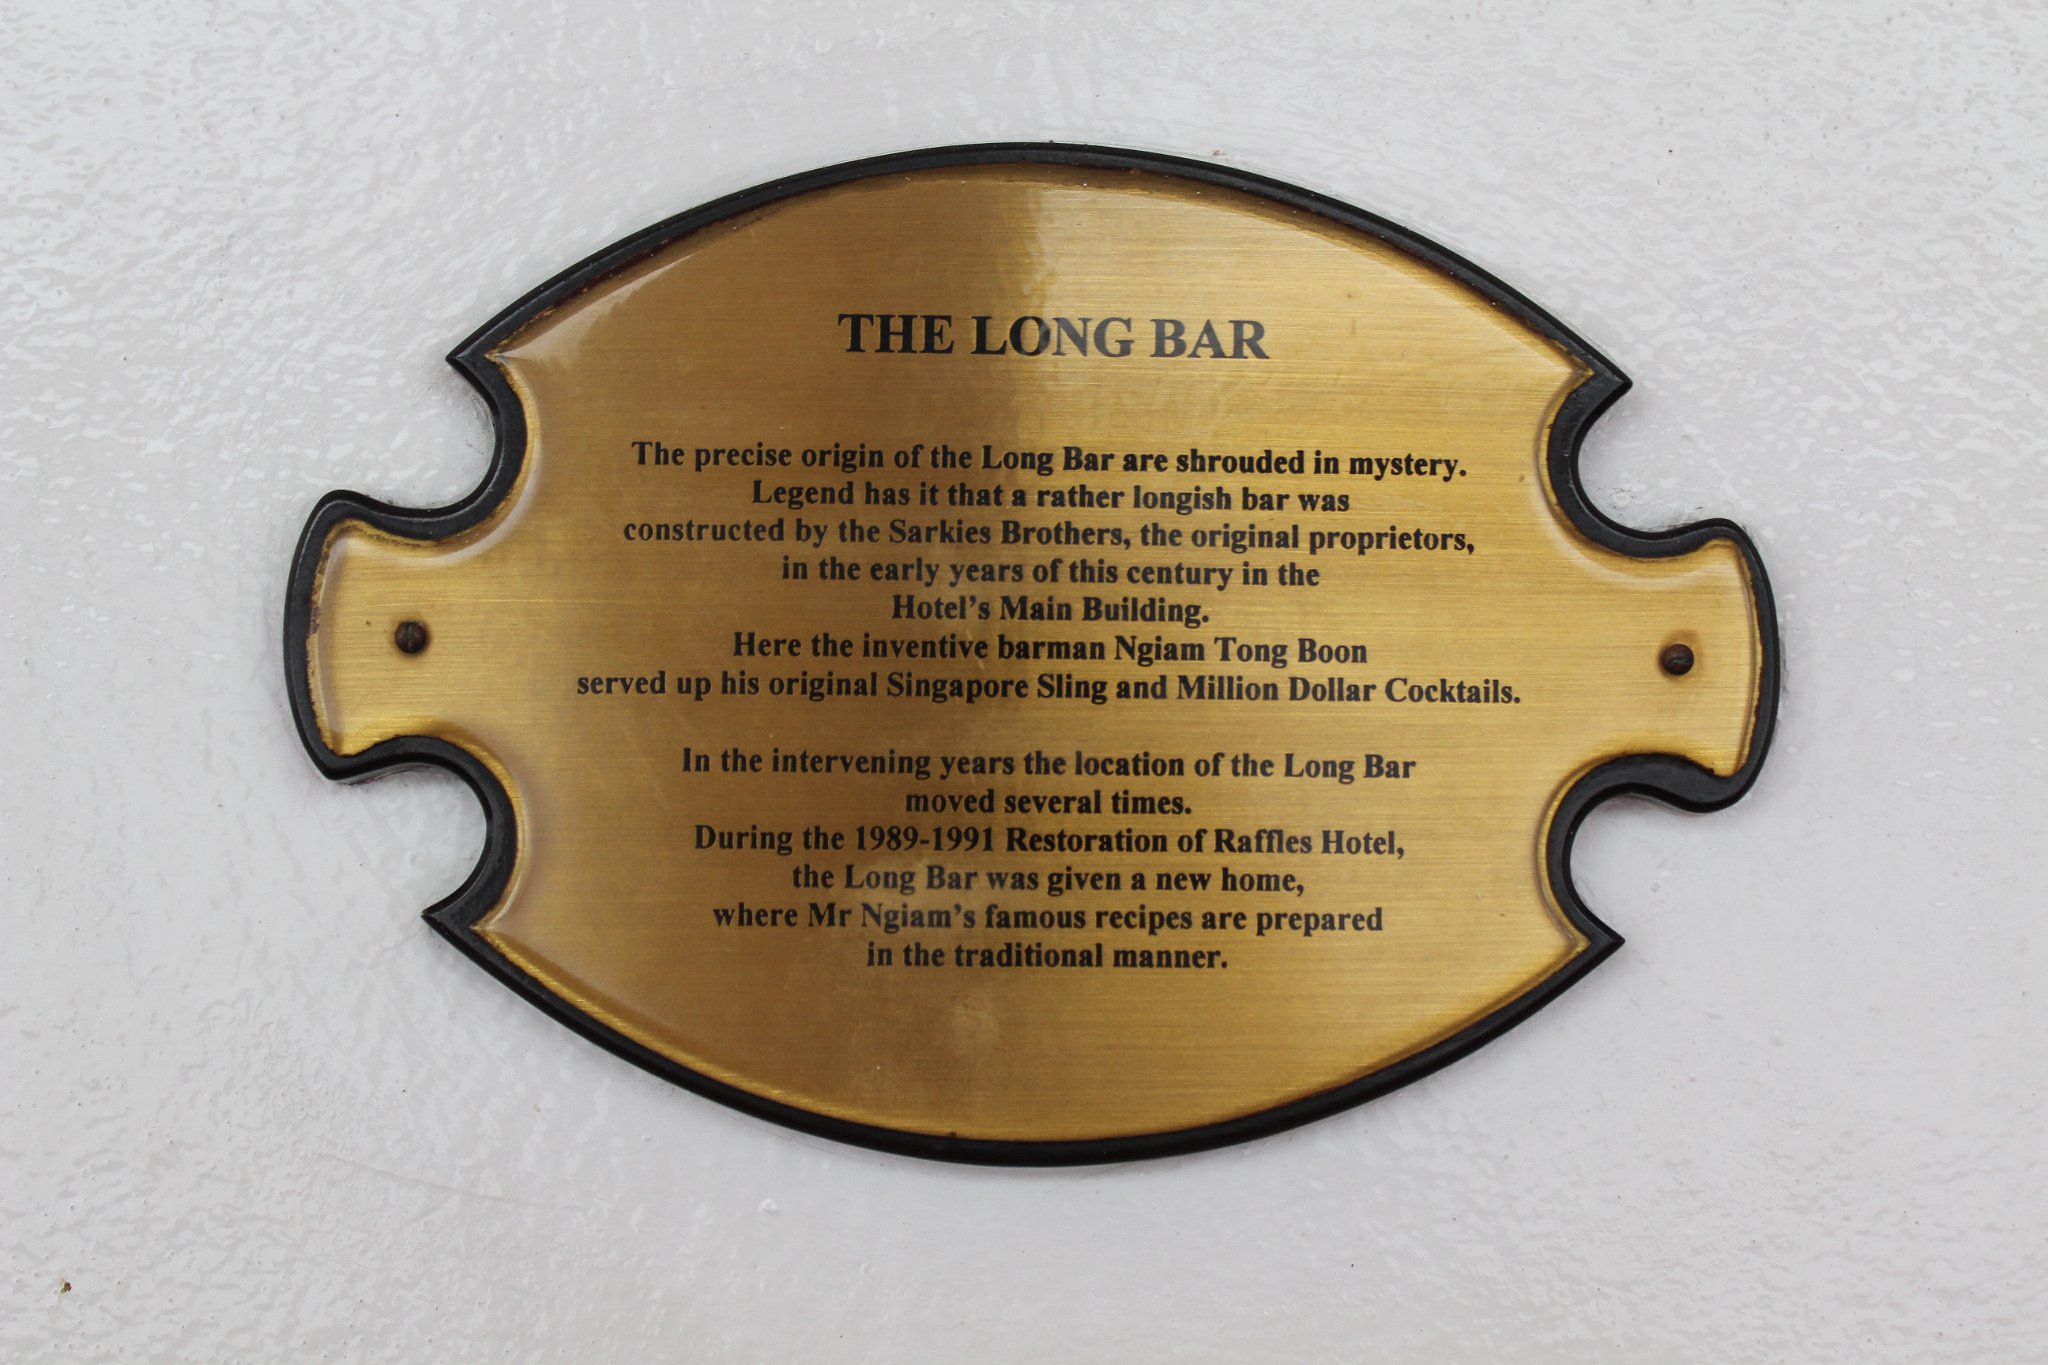 THE LONG BAR
The precise origin of the Long Bar are shrouded in mystery.
Legend has it that a rather longish bar was
constructed by the Sarkies Brothers, the original proprietors,
in the early years of this century in the
Hotel's Main Building.
Here the inventive barman Ngiam Tong Boon
served up his original Singapore Sling and Million Dollar Cocktails.
In the intervening years the location of the Long Bar
moved several times.
During the 1989-1991 Restoration of Raffles Hotel,
the Long Bar was given a new home,
where Mr Ngiam's famous recipes are prepared
in the traditional manner.